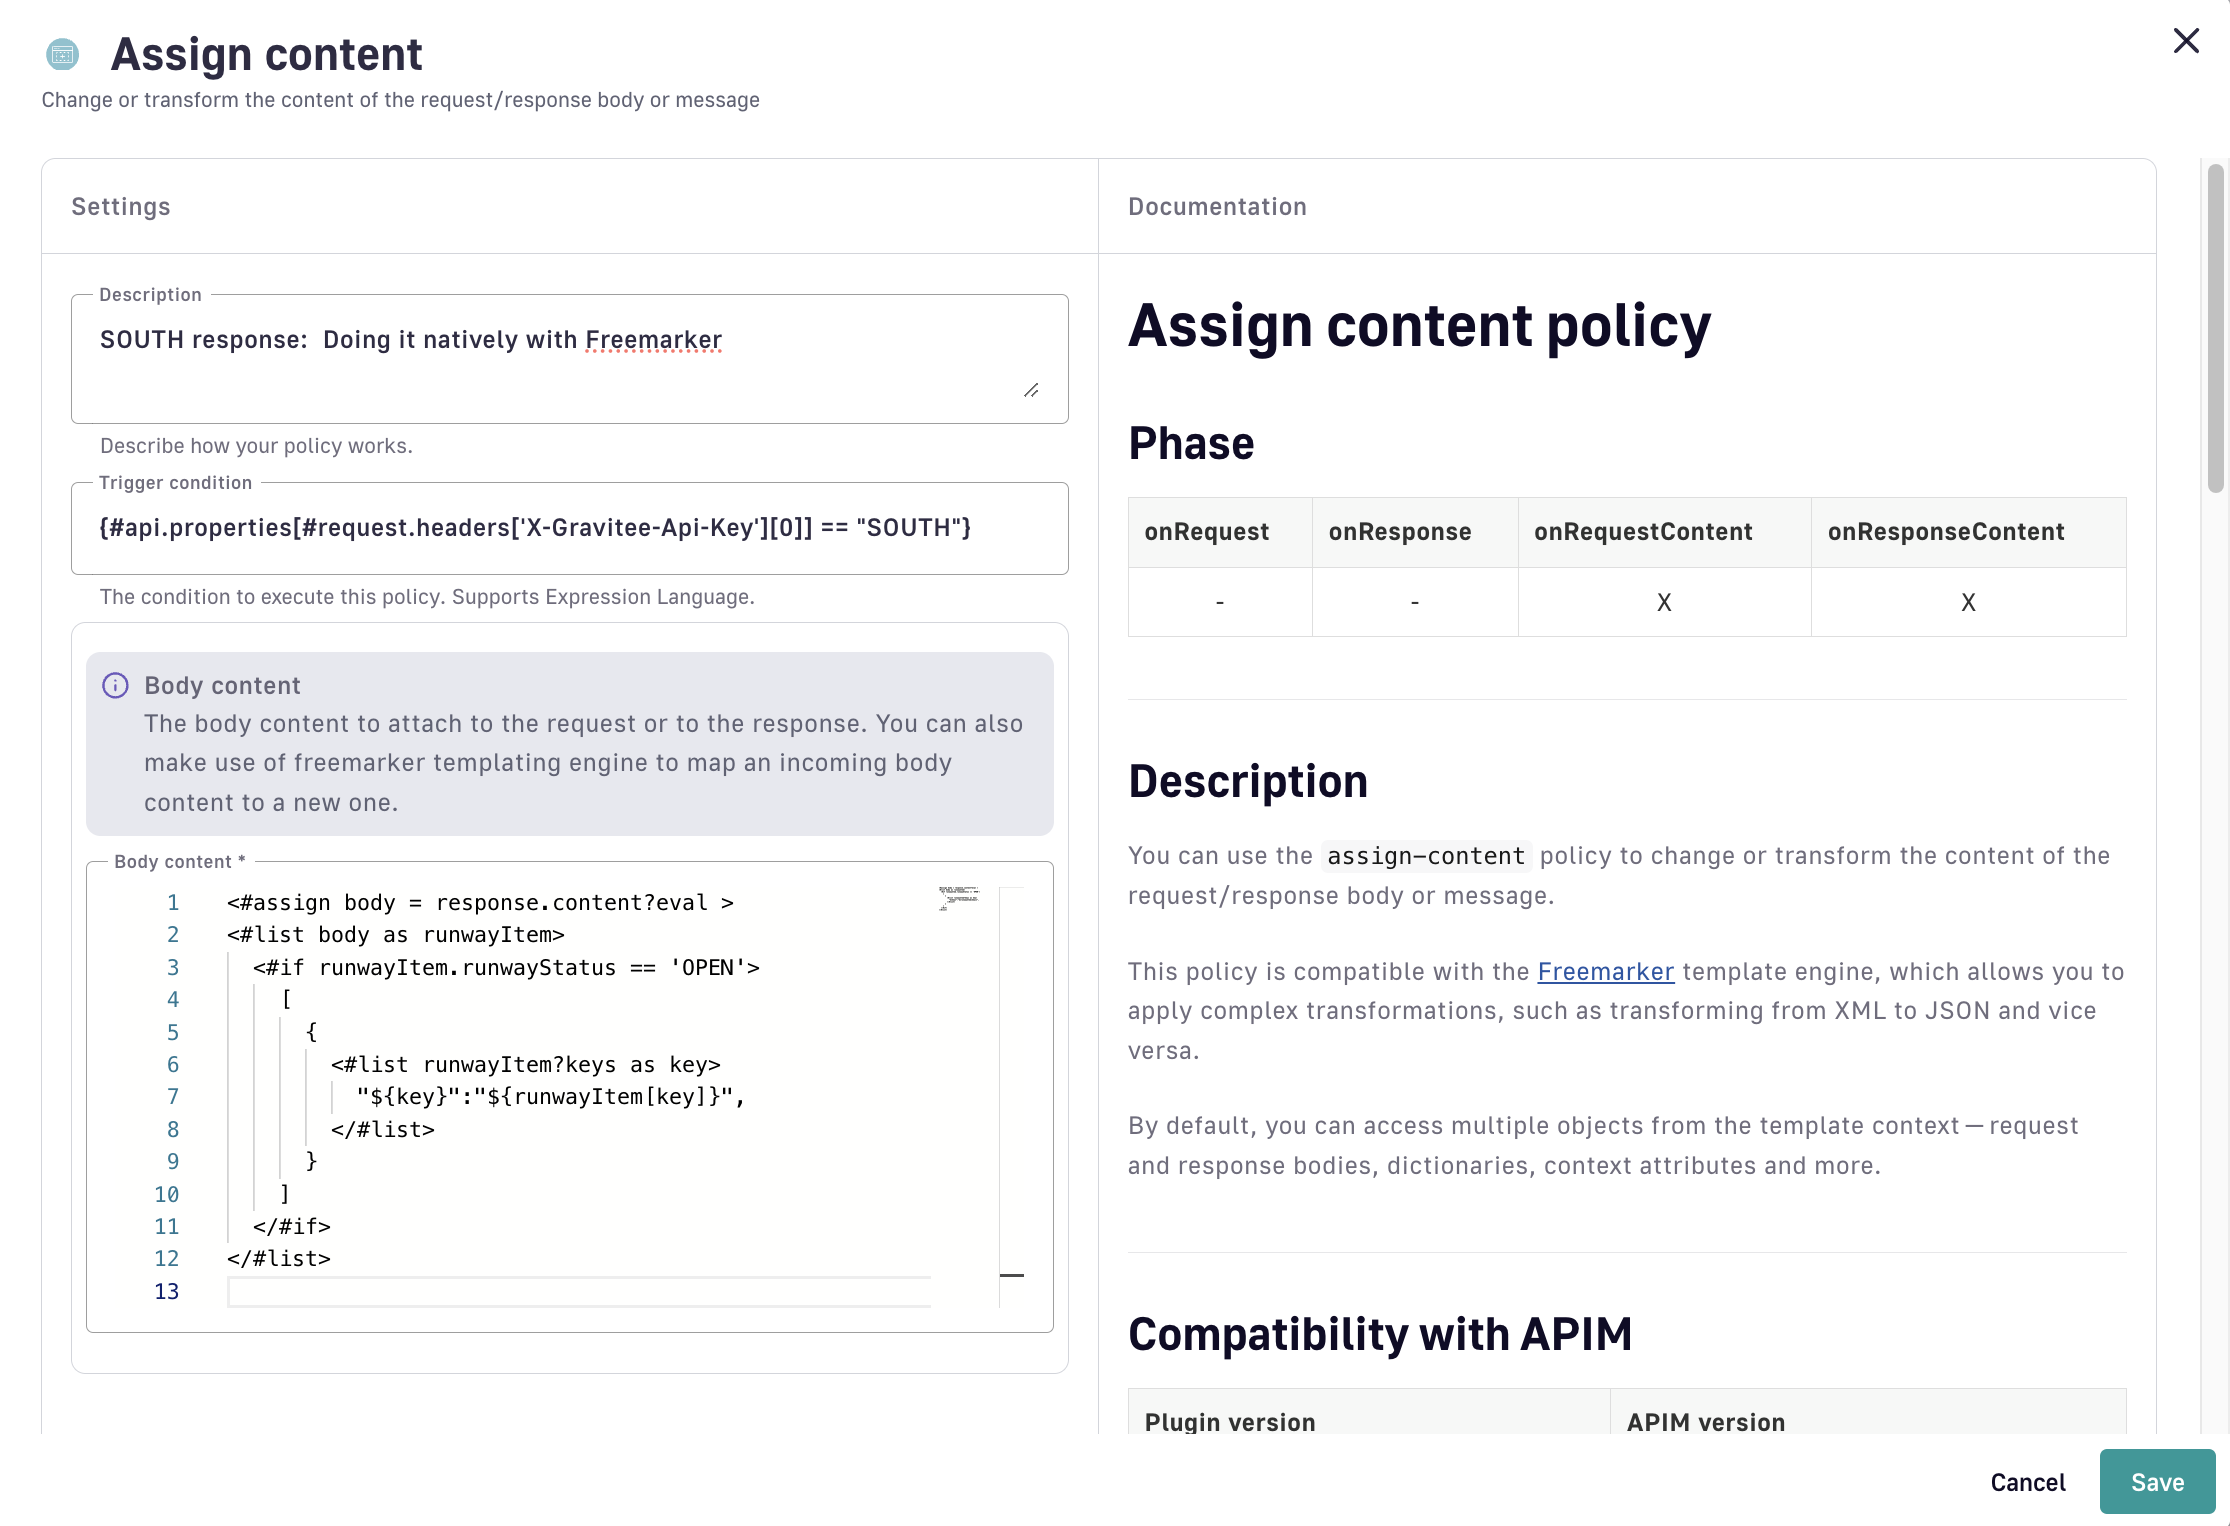 Assign content
Change or transform the content of the request/response body or message
Settings
Description
SOUTH response:  Doing it natively with Freemarker
Describe how your policy works.
Trigger condition
{#api.properties[#request.headers['X-Gravitee-Api-Key'][0]] == "SOUTH"}
The condition to execute this policy. Supports Expression Language.
Body content
The body content to attach to the request or to the response. You can also
make use of freemarker templating engine to map an incoming body
content to a new one.
Body content *
1 <#assign body = response.content?eval >
2 <#list body as runwayItem>
3   <#if runwayItem.runwayStatus == 'OPEN'>
4     [
5       {
6         <#list runwayItem?keys as key>
7           "${key}":"${runwayItem[key]}",
8         </#list>
9       }
10     ]
11   </#if>
12 </#list>
13
Documentation
Assign content policy
Phase
onRequest onResponse onRequestContent onResponseContent
- - X X
Description
You can use the assign-content policy to change or transform the content of the
request/response body or message.
This policy is compatible with the Freemarker template engine, which allows you to
apply complex transformations, such as transforming from XML to JSON and vice
versa.
By default, you can access multiple objects from the template context — request
and response bodies, dictionaries, context attributes and more.
Compatibility with APIM
Plugin version APIM version
Cancel Save